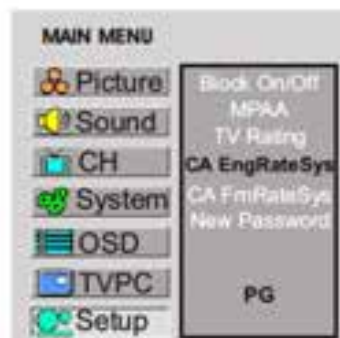 MAIN MENU
Picture
Sound
CH
System
OSD
TVPC
Setup
Block On/Off
MPAA
TV Rating
CA EngRateSys
CA FrnRateSys
New Password
PG